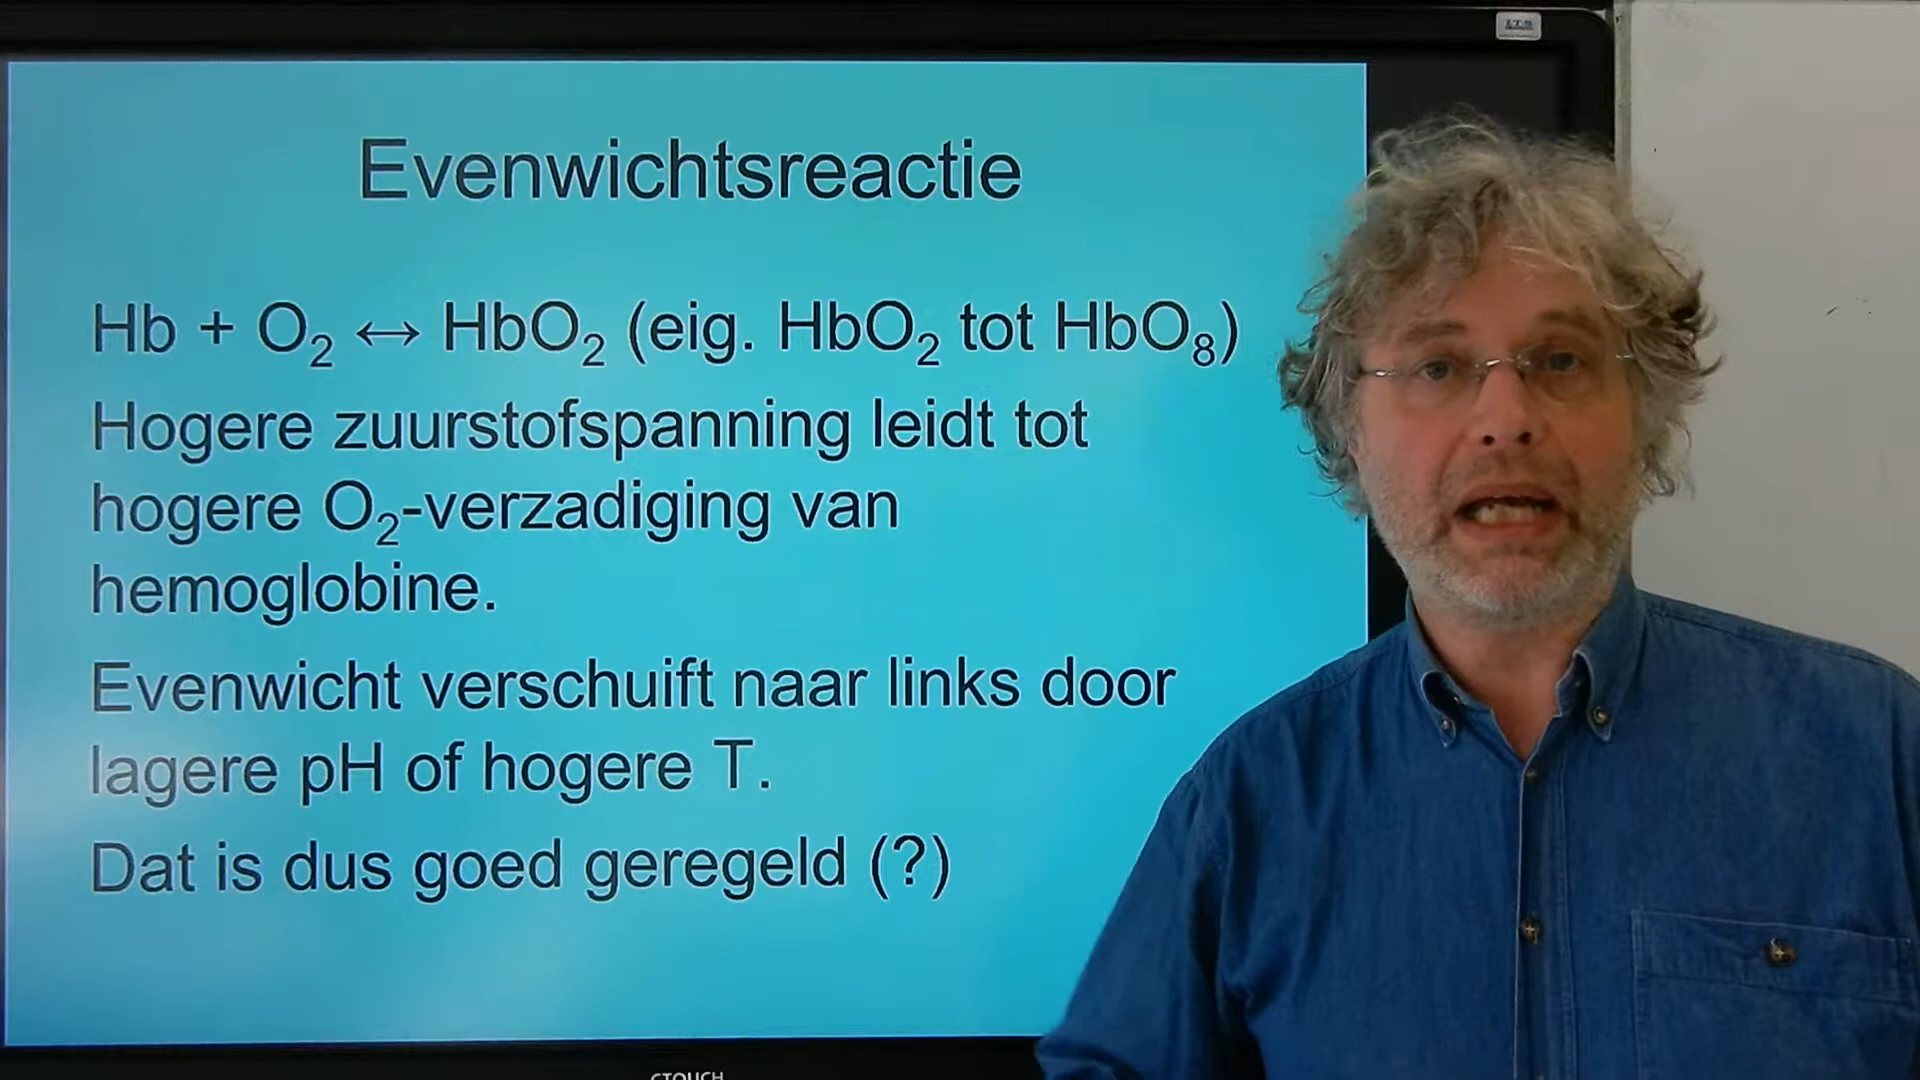 Evenwichtsreactie
Hb + O₂ ↔ HbO₂ (eig. HbO₂ tot HbO₈)
Hogere zuurstofspanning leidt tot
hogere O₂-verzadiging van
hemoglobine.
Evenwicht verschuift naar links door
lagere pH of hogere T.
Dat is dus goed geregeld (?)
CTOUCH